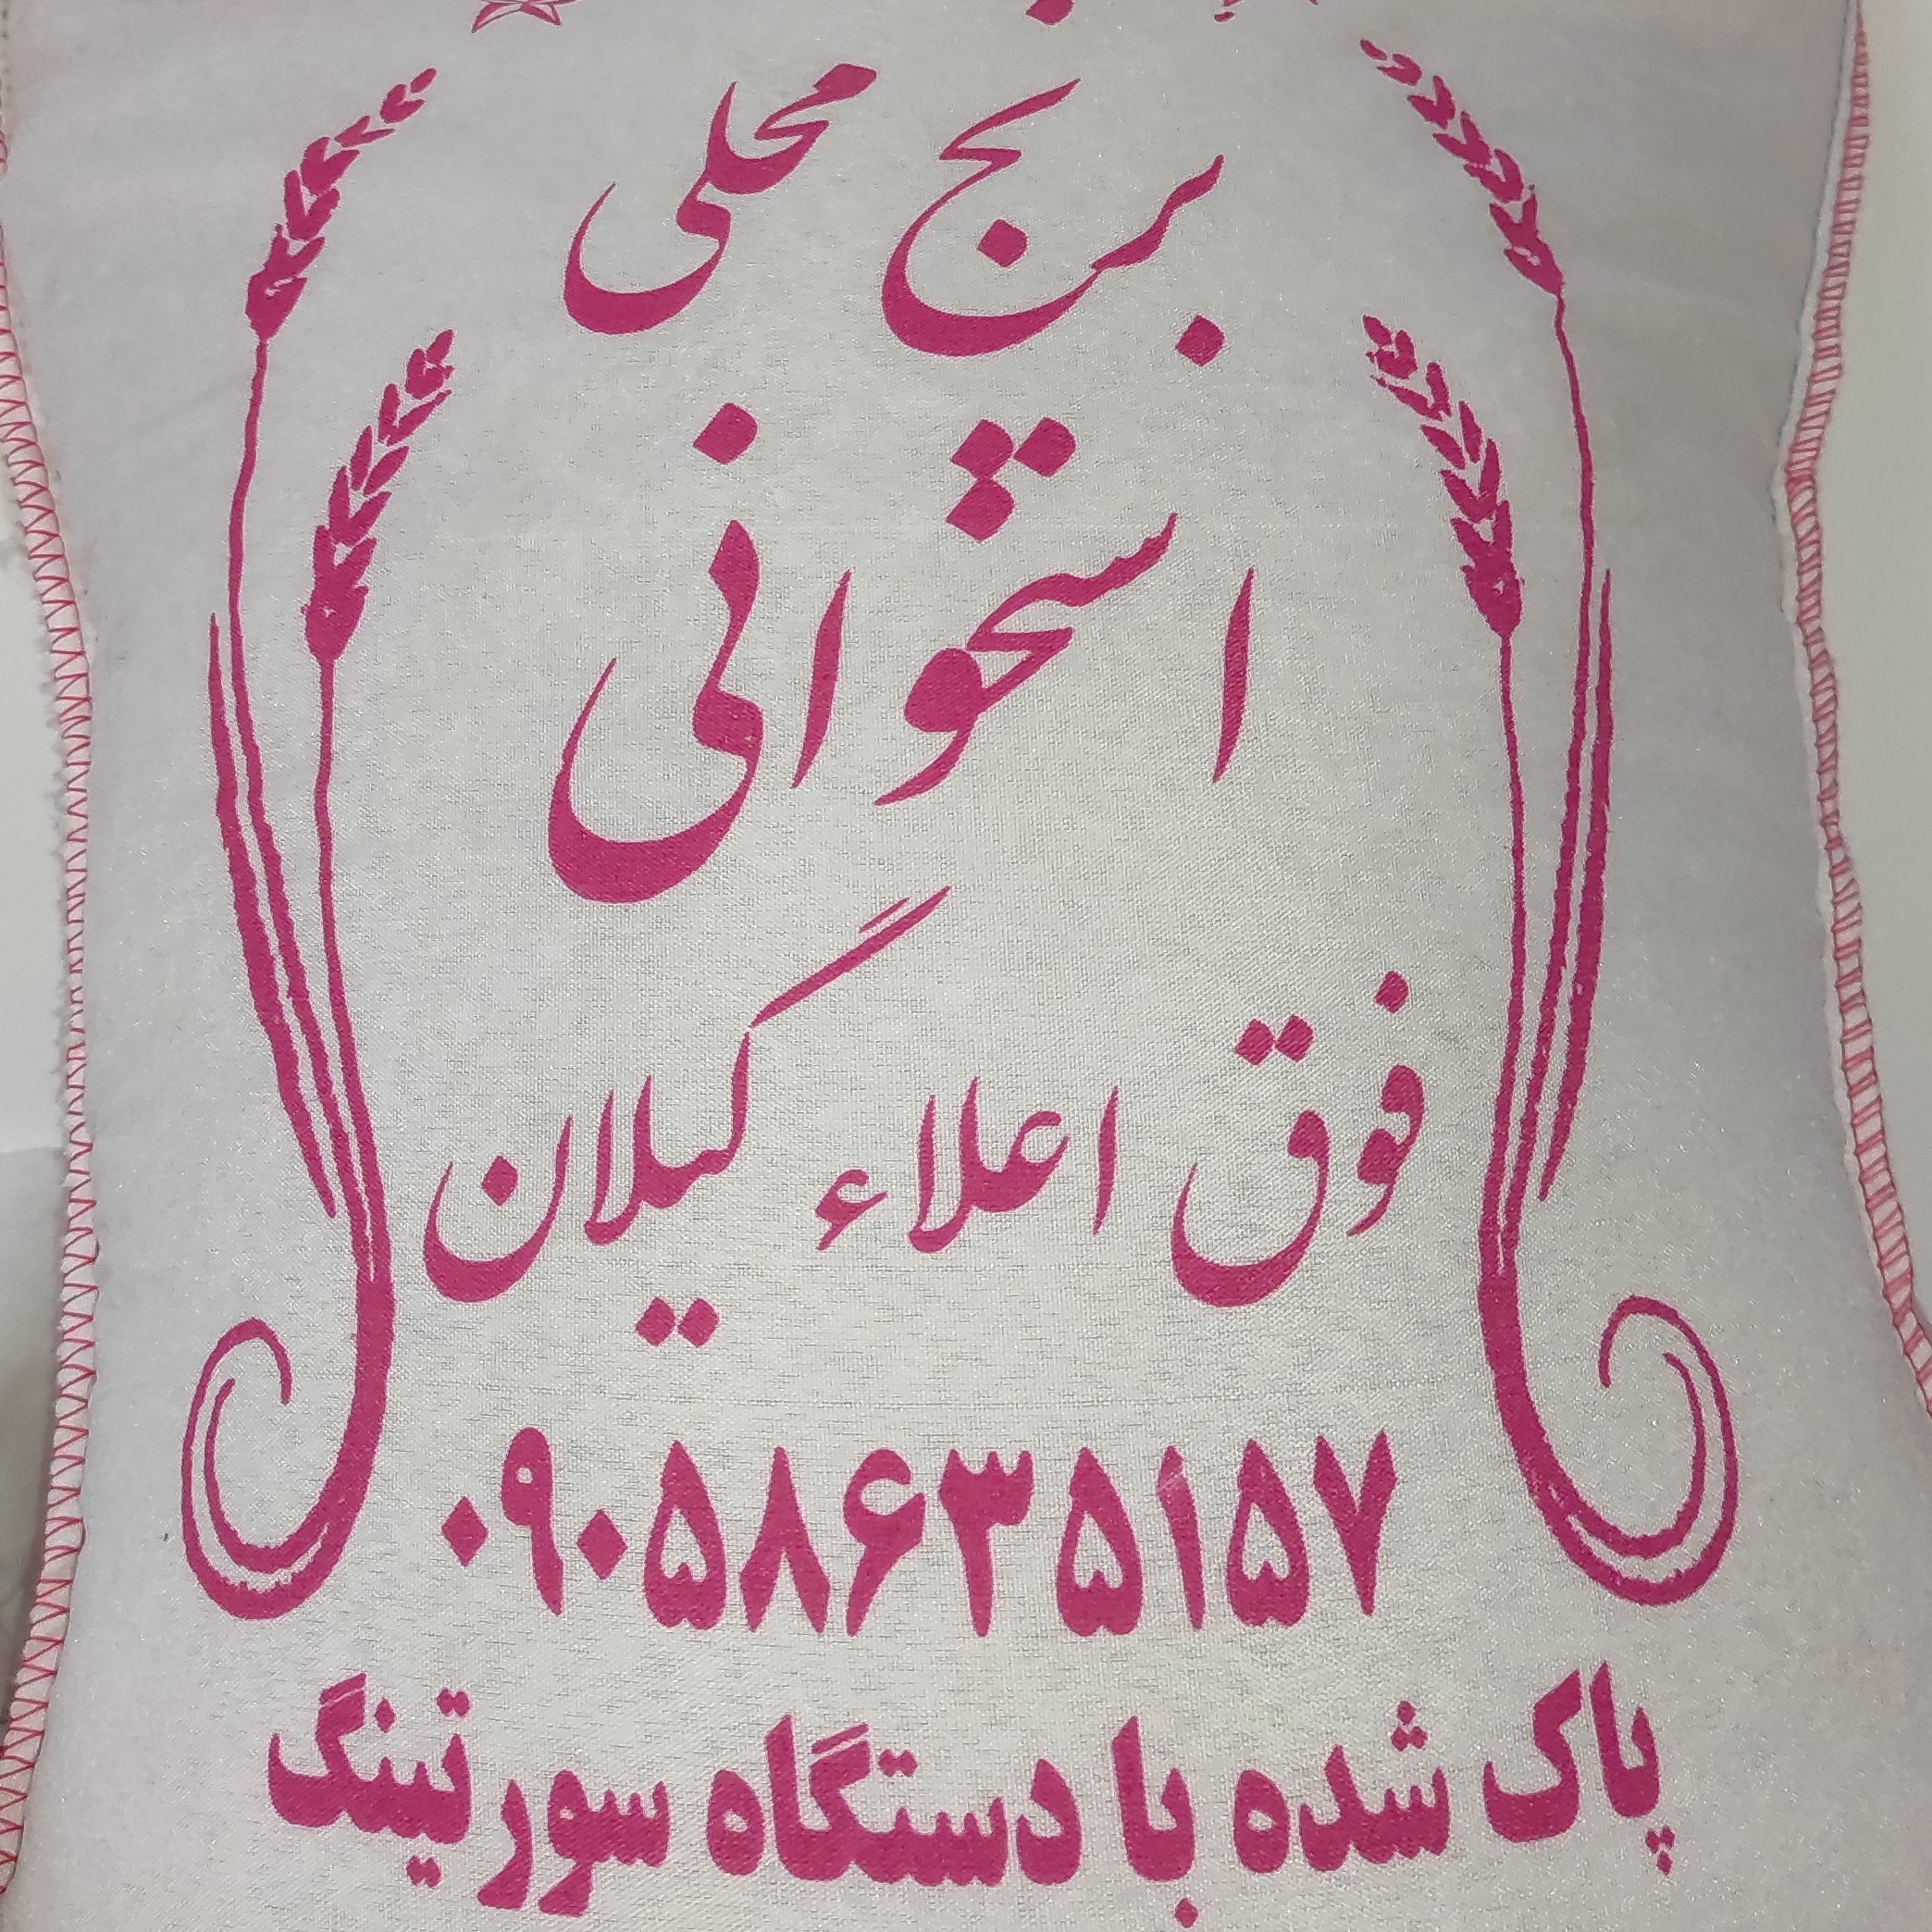 برنج محلی
استخوانی
فوق اعلاء گیلان
۰۹۰۵۸۶۳۵۱۵۷
پاک شده با دستگاه سورتینگ